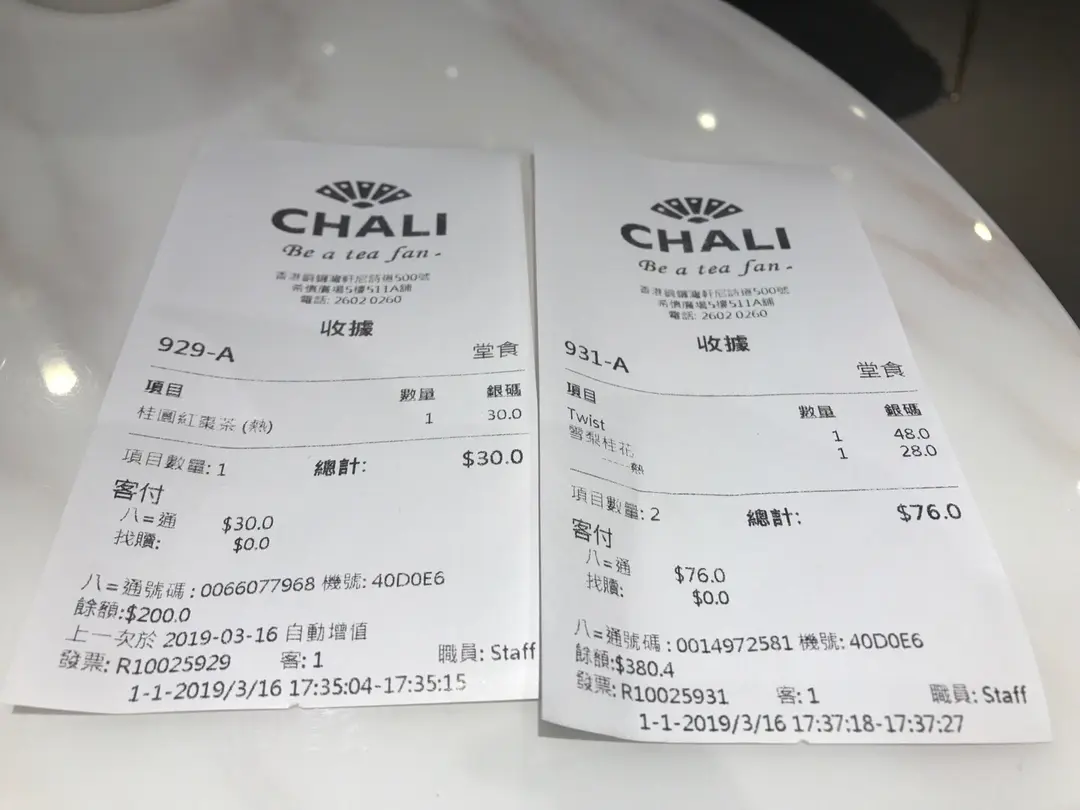 CHALI
Be a tea fan-
香港銅鑼灣軒尼詩道500號
希慎廣場5樓511A舖
電話: 2602 0260
收據
929-A 堂食
項目 數量 銀碼
桂圓紅棗茶 (熱) 1 30.0
項目數量: 1 總計: $30.0
客付
八=通 $30.0
找贖: $0.0
八=通號碼 : 0066077968 機號: 40D0E6
餘額:$200.0
上一次於 2019-03-16 自動增值
發票: R10025929 客: 1 職員: Staff
1-1-2019/3/16 17:35:04-17:35:15
CHALI
Be a tea fan-
香港銅鑼灣軒尼詩道500號
希慎廣場5樓511A舖
電話: 2602 0260
收據
931-A 堂食
項目 數量 銀碼
Twist 1 48.0
雪梨桂花 1 28.0
-----熱
項目數量: 2 總計: $76.0
客付
八=通 $76.0
找贖: $0.0
八=通號碼 : 0014972581 機號: 40D0E6
餘額:$380.4
發票: R10025931 客: 1 職員: Staff
1-1-2019/3/16 17:37:18-17:37:27